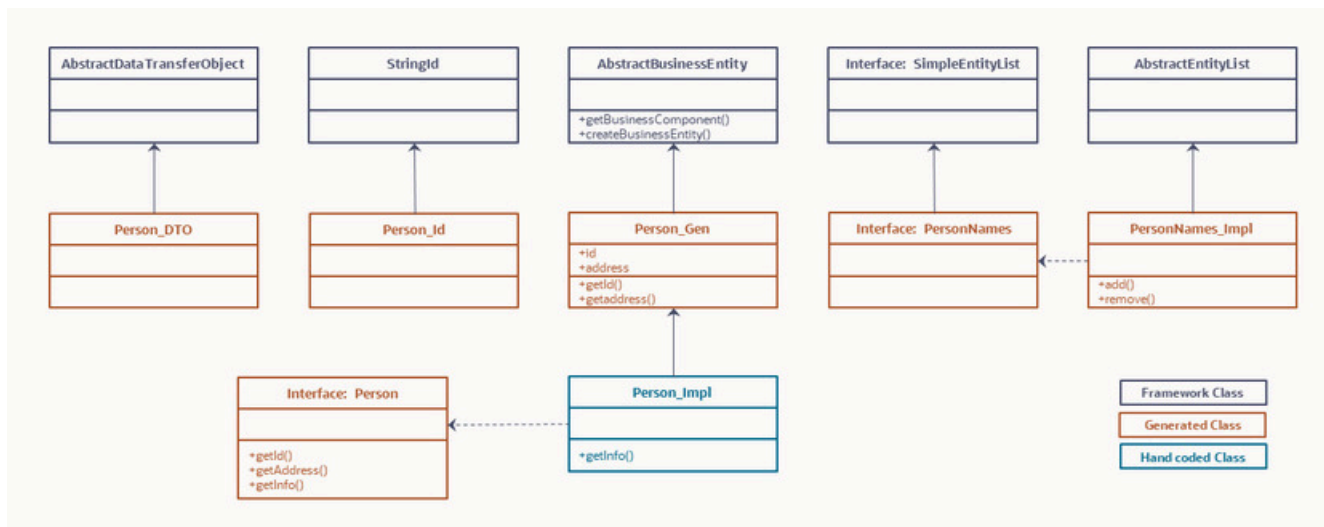 AbstractDataTransferObject
StringId
AbstractBusinessEntity
+getBusinessComponent()
+createBusinessEntity()
Interface: SimpleEntityList
AbstractEntityList
Person_DTO
Person_Id
Person_Gen
+id
+address
+getId()
+getaddress()
Interface: PersonNames
PersonNames_Impl
+add()
+remove()
Interface: Person
+getId()
+getAddress()
+getInfo()
Person_Impl
+getInfo()
Framework Class
Generated Class
Hand coded Class